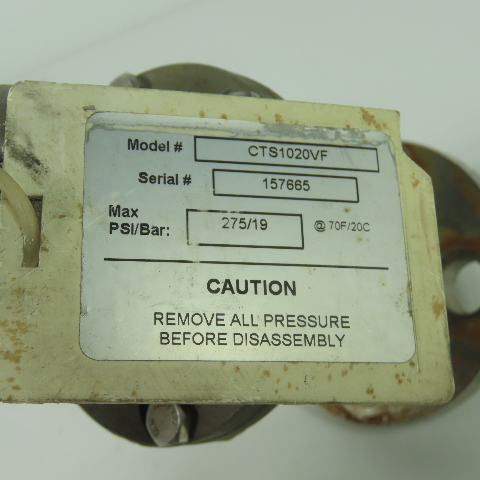 Model # CTS1020VF
Serial # 157665
Max
PSI/Bar: 275/19 @ 70F/20C
CAUTION
REMOVE ALL PRESSURE
BEFORE DISASSEMBLY